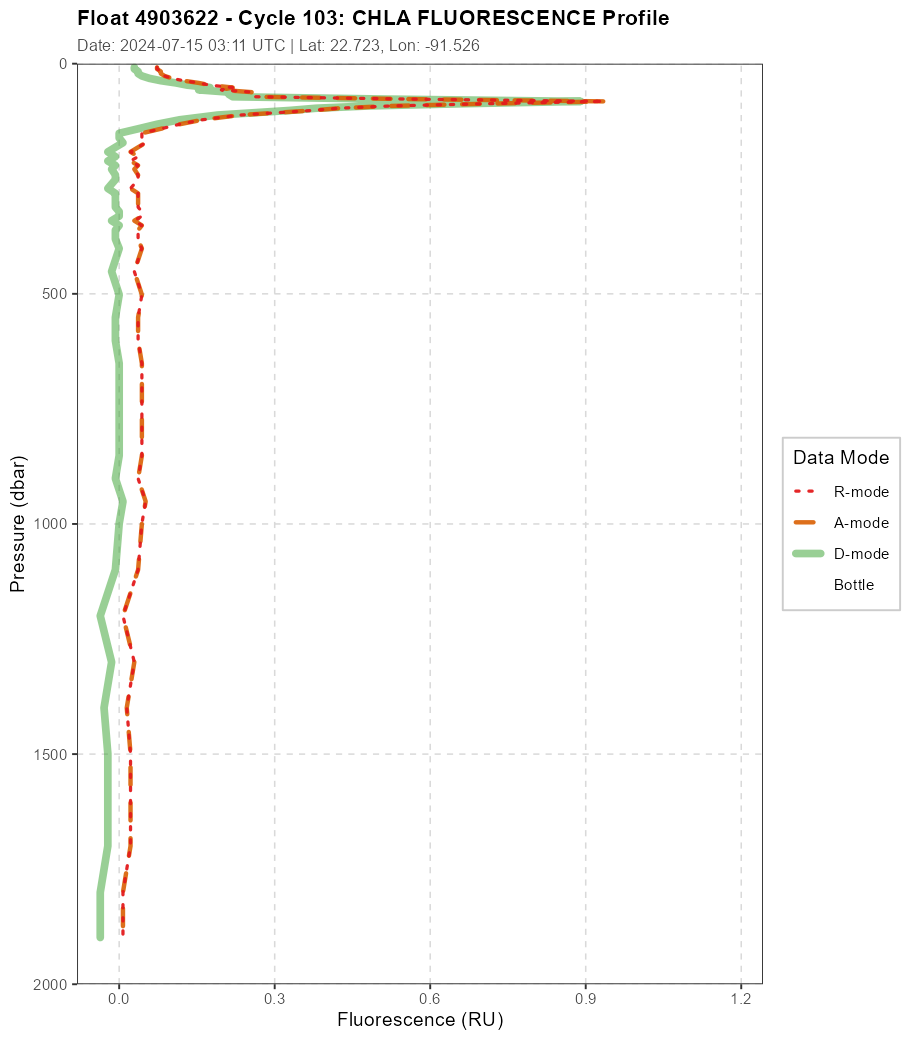 Float 4903622 - Cycle 103: CHLA FLUORESCENCE Profile
Date: 2024-07-15 03:11 UTC | Lat: 22.723, Lon: -91.526
0
500
1000
1500
2000
Pressure (dbar)
0.0
0.3
0.6
0.9
1.2
Fluorescence (RU)
Data Mode
R-mode
A-mode
D-mode
Bottle